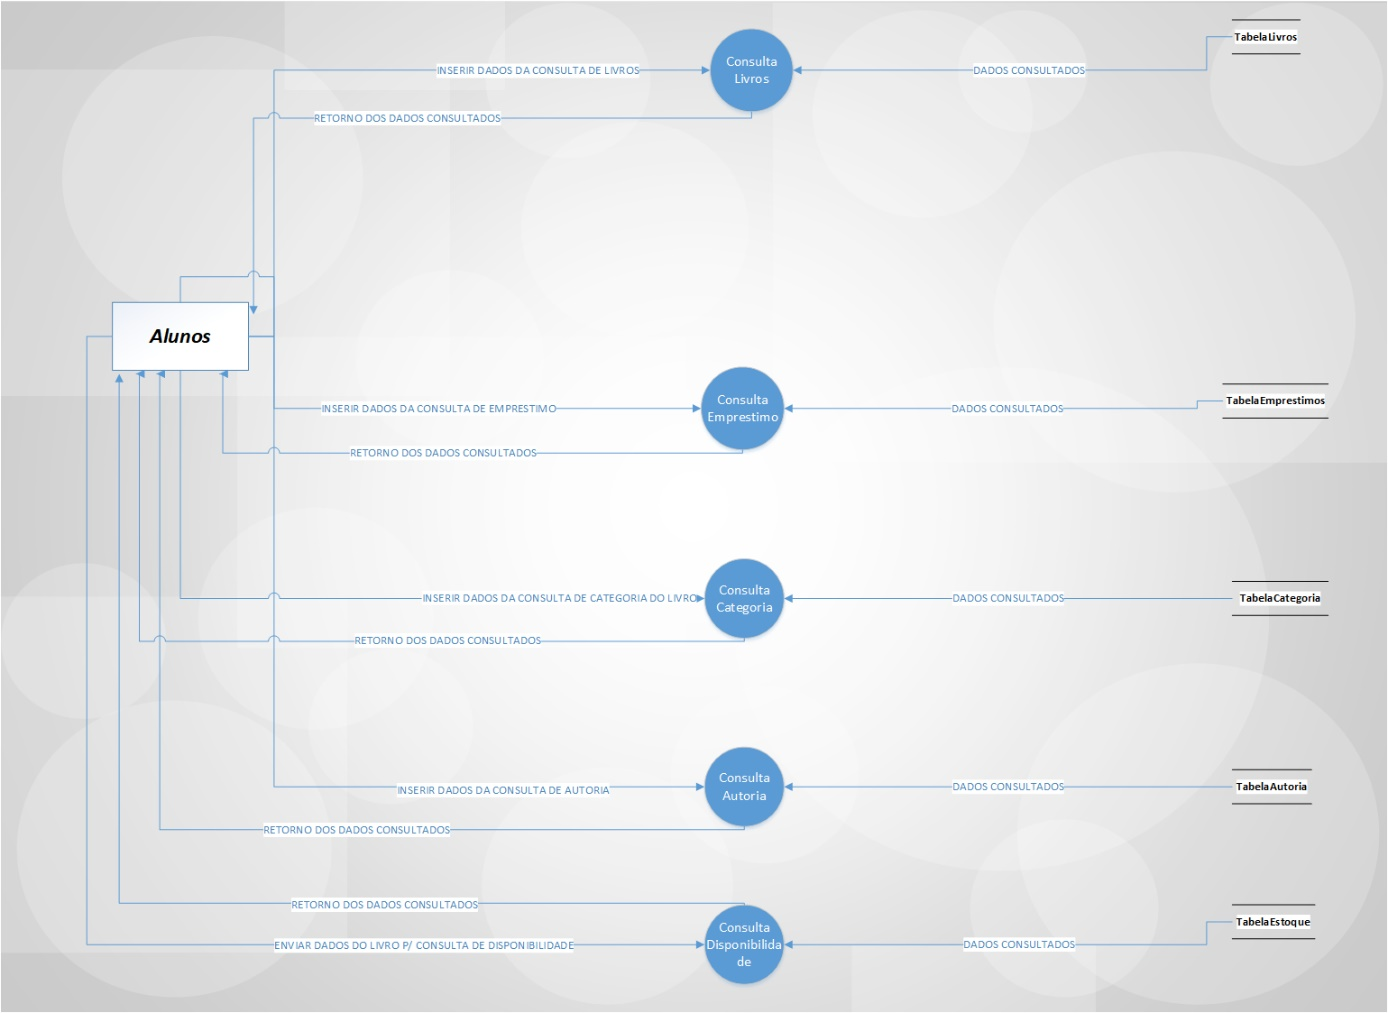 Consulta
Livros
TabelaLivros
INSERIR DADOS DA CONSULTA DE LIVROS
DADOS CONSULTADOS
RETORNO DOS DADOS CONSULTADOS
Alunos
Consulta
Emprestimo
TabelaEmprestimos
INSERIR DADOS DA CONSULTA DE EMPRESTIMO
DADOS CONSULTADOS
RETORNO DOS DADOS CONSULTADOS
Consulta
Categoria
INSERIR DADOS DA CONSULTA DE CATEGORIA DO LIVRO
DADOS CONSULTADOS
TabelaCategoria
RETORNO DOS DADOS CONSULTADOS
Consulta
Autoria
INSERIR DADOS DA CONSULTA DE AUTORIA
DADOS CONSULTADOS
TabelaAutoria
RETORNO DOS DADOS CONSULTADOS
RETORNO DOS DADOS CONSULTADOS
Consulta
Disponibilida
de
TabelaEstoque
ENVIAR DADOS DO LIVRO P/ CONSULTA DE DISPONIBILIDADE
DADOS CONSULTADOS